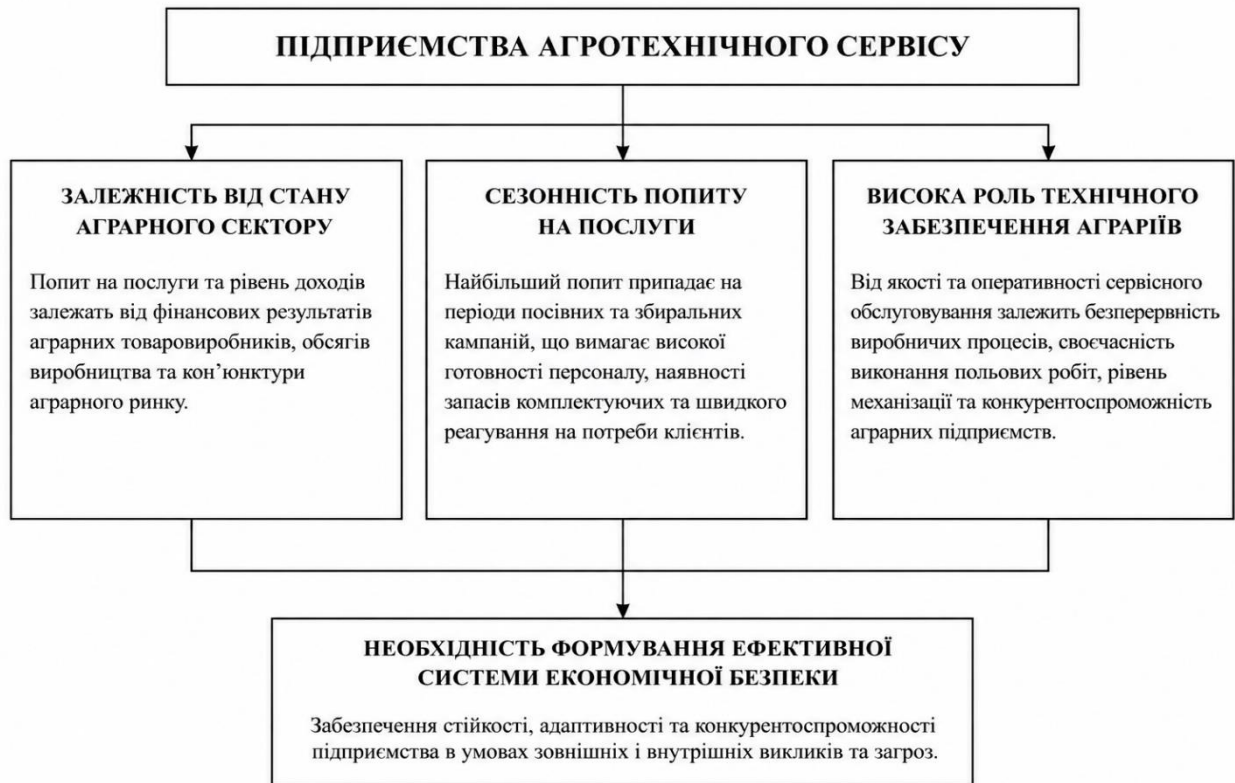 ПІДПРИЄМСТВА АГРОТЕХНІЧНОГО СЕРВІСУ
ЗАЛЕЖНІСТЬ ВІД СТАНУ
АГРАРНОГО СЕКТОРУ
Попит на послуги та рівень доходів
залежать від фінансових результатів
аграрних товаровиробників, обсягів
виробництва та кон’юнктури
аграрного ринку.
СЕЗОННІСТЬ ПОПИТУ
НА ПОСЛУГИ
Найбільший попит припадає на
періоди посівних та збиральних
кампаній, що вимагає високої
готовності персоналу, наявності
запасів комплектуючих та швидкого
реагування на потреби клієнтів.
ВИСОКА РОЛЬ ТЕХНІЧНОГО
ЗАБЕЗПЕЧЕННЯ АГРАРІЇВ
Від якості та оперативності сервісного
обслуговування залежить безперервність
виробничих процесів, своєчасність
виконання польових робіт, рівень
механізації та конкурентоспроможність
аграрних підприємств.
НЕОБХІДНІСТЬ ФОРМУВАННЯ ЕФЕКТИВНОЇ
СИСТЕМИ ЕКОНОМІЧНОЇ БЕЗПЕКИ
Забезпечення стійкості, адаптивності та конкурентоспроможності
підприємства в умовах зовнішніх і внутрішніх викликів та загроз.